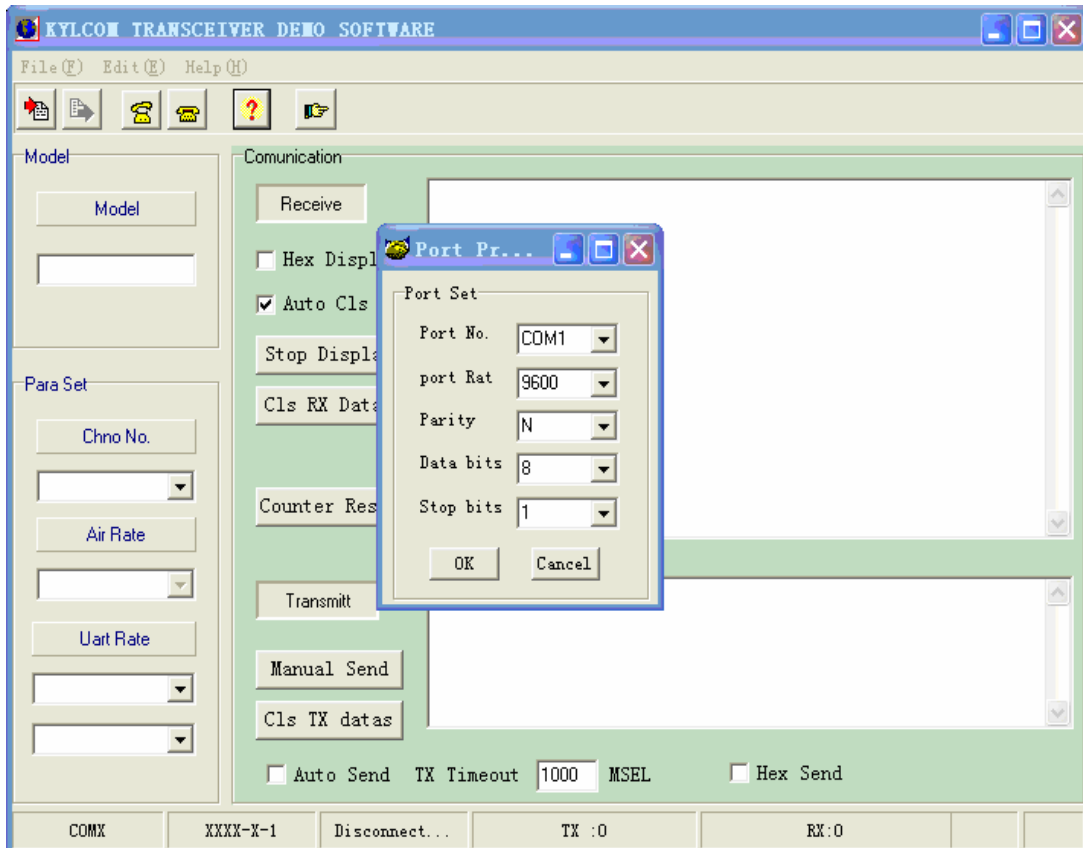 KYLCOM TRANSCEIVER DEMO SOFTWARE
File(F) Edit(E) Help(H)
?
Model
Model
Para Set
Chno No.
Air Rate
Uart Rate
Comunication
Receive
Hex Displ
Auto Cls
Stop Displa
Cls RX Data
Counter Res
Port Pr...
Port Set
Port No. COM1
port Rat 9600
Parity N
Data bits 8
Stop bits 1
OK Cancel
Transmitt
Manual Send
Cls TX datas
Auto Send TX Timeout 1000 MSEL Hex Send
COMX XXXX-X-1 Disconnect... TX :0 RX:0